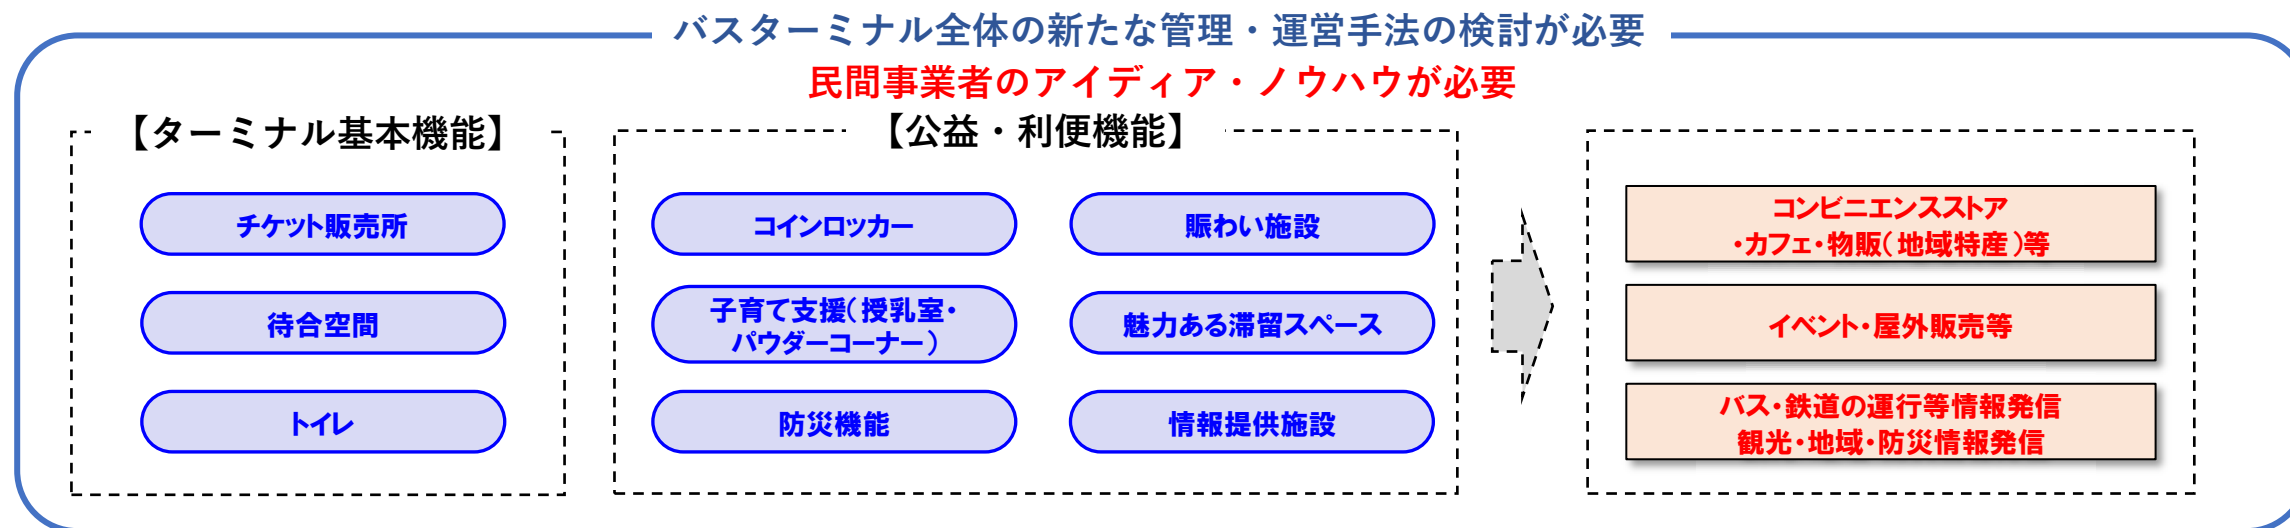 バスターミナル全体の新たな管理・運営手法の検討が必要
民間事業者のアイディア・ノウハウが必要
【ターミナル基本機能】
チケット販売所
待合空間
トイレ
【公益・利便機能】
コインロッカー
子育て支援(授乳室・
パウダーコーナー)
防災機能
賑わい施設
魅力ある滞留スペース
情報提供施設
コンビニエンスストア
・カフェ・物販(地域特産)等
イベント・屋外販売等
バス・鉄道の運行等情報発信
観光・地域・防災情報発信